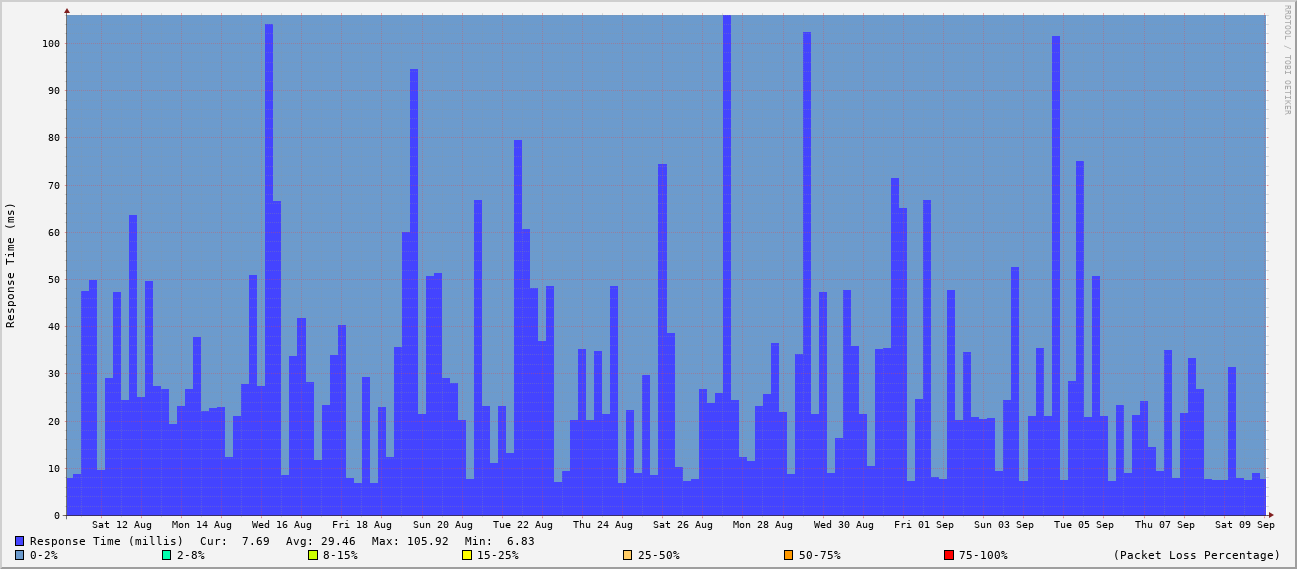 RRDTOOL / TOBI OETIKER
Response Time (ms)
100
90
80
70
60
50
40
30
20
10
0
Sat 12 Aug Mon 14 Aug Wed 16 Aug Fri 18 Aug Sun 20 Aug Tue 22 Aug Thu 24 Aug Sat 26 Aug Mon 28 Aug Wed 30 Aug Fri 01 Sep Sun 03 Sep Tue 05 Sep Thu 07 Sep Sat 09 Sep
Response Time (millis) Cur: 7.69 Avg: 29.46 Max: 105.92 Min: 6.83
0-2% 2-8% 8-15% 15-25% 25-50% 50-75% 75-100% (Packet Loss Percentage)